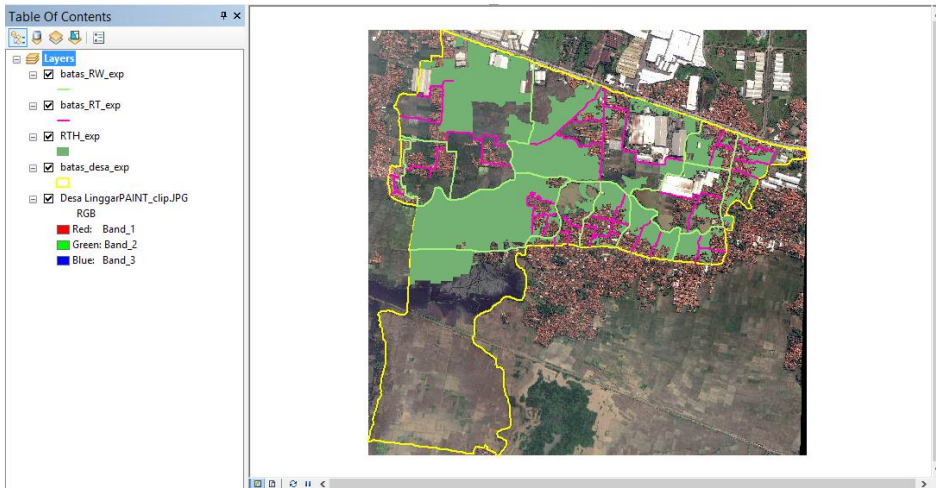 Table Of Contents
Layers
batas_RW_exp
batas_RT_exp
RTH_exp
batas_desa_exp
Desa LinggarPAINT_clip.JPG
RGB
Red: Band_1
Green: Band_2
Blue: Band_3